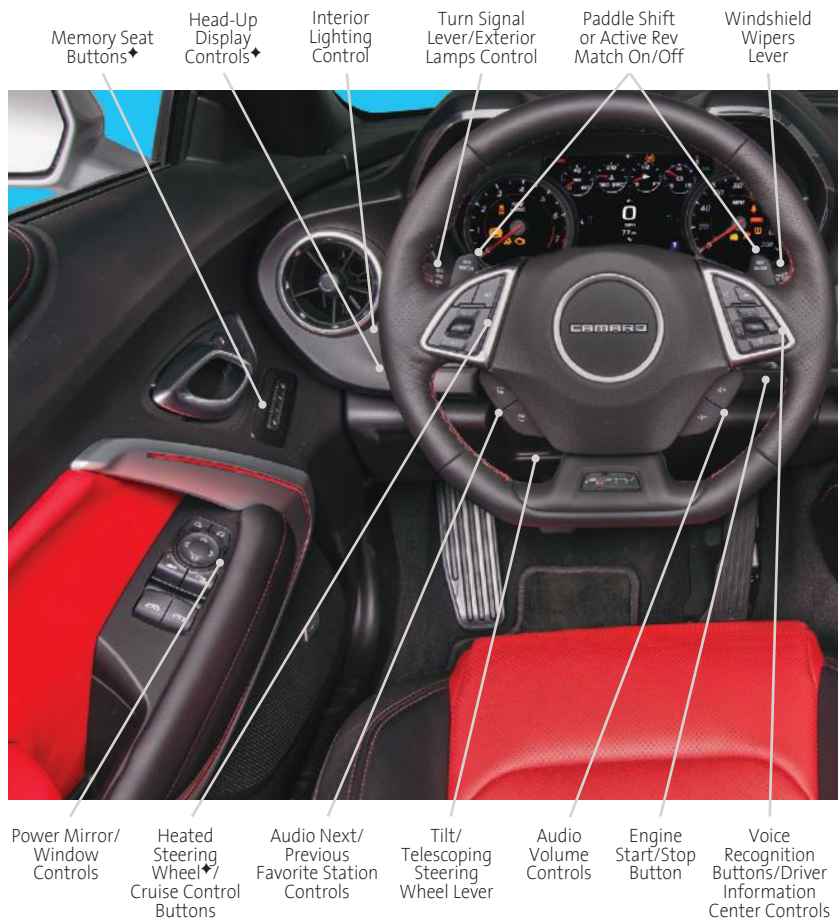 Memory Seat
Buttons✦
Head-Up
Display
Controls✦
Interior
Lighting
Control
Turn Signal
Lever/Exterior
Lamps Control
Paddle Shift
or Active Rev
Match On/Off
Windshield
Wipers
Lever
0
MPH
CAMARO
FIFTY
Power Mirror/
Window
Controls
Heated
Steering
Wheel✦/
Cruise Control
Buttons
Audio Next/
Previous
Favorite Station
Controls
Tilt/
Telescoping
Steering
Wheel Lever
Audio
Volume
Controls
Engine
Start/Stop
Button
Voice
Recognition
Buttons/Driver
Information
Center Controls